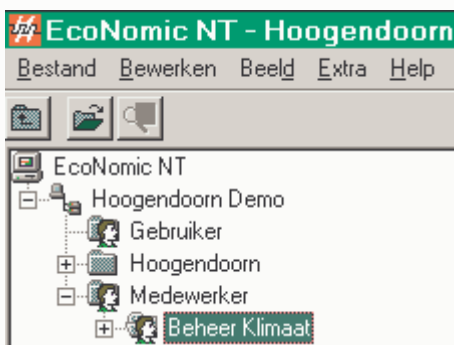 EcoNomic NT - Hoogendoorn
Bestand Bewerken Beeld Extra Help
EcoNomic NT
Hoogendoorn Demo
Gebruiker
Hoogendoorn
Medewerker
Beheer Klimaat